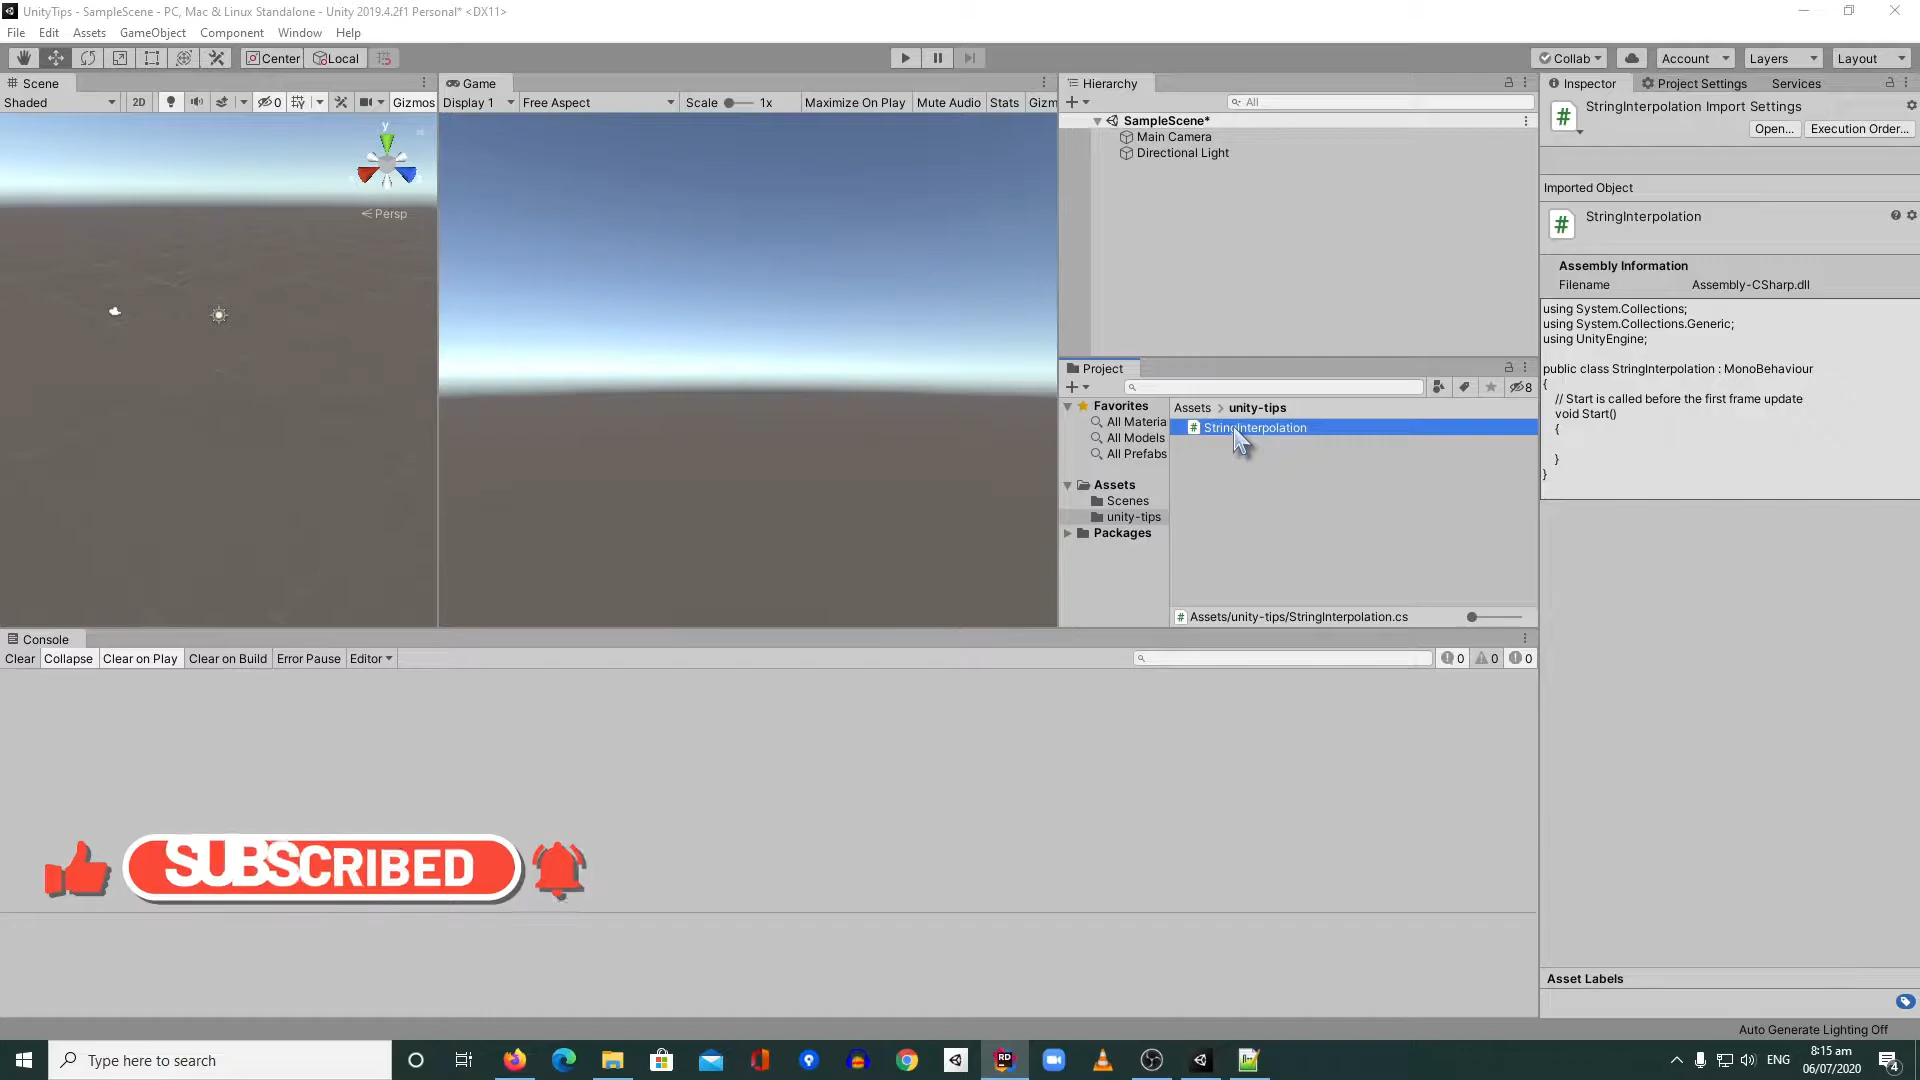 UnityTips - SampleScene - PC, Mac & Linux Standalone - Unity 2019.4.2f1 Personal* <DX11>
File Edit Assets GameObject Component Window Help
Center Local Collab Account Layers Layout
Scene Game Hierarchy Inspector Project Settings Services
Shaded 2D 0 Gizmos Display 1 Free Aspect Scale 1x Maximize On Play Mute Audio Stats Gizm All
StringInterpolation Import Settings
Open... Execution Order...
SampleScene*
Main Camera
Directional Light
y
Persp
Imported Object
StringInterpolation
Assembly Information
Filename Assembly-CSharp.dll
using System.Collections;
using System.Collections.Generic;
using UnityEngine;
public class StringInterpolation : MonoBehaviour
{
// Start is called before the first frame update
void Start()
{
}
}
Project
8
Favorites
All Materia
All Models
All Prefabs
Assets
Scenes
unity-tips
Packages
Assets > unity-tips
StringInterpolation
Assets/unity-tips/StringInterpolation.cs
Console
Clear Collapse Clear on Play Clear on Build Error Pause Editor 0 0 0
SUBSCRIBED
Asset Labels
Auto Generate Lighting Off
Type here to search
RD
ENG
8:15 am
06/07/2020
4